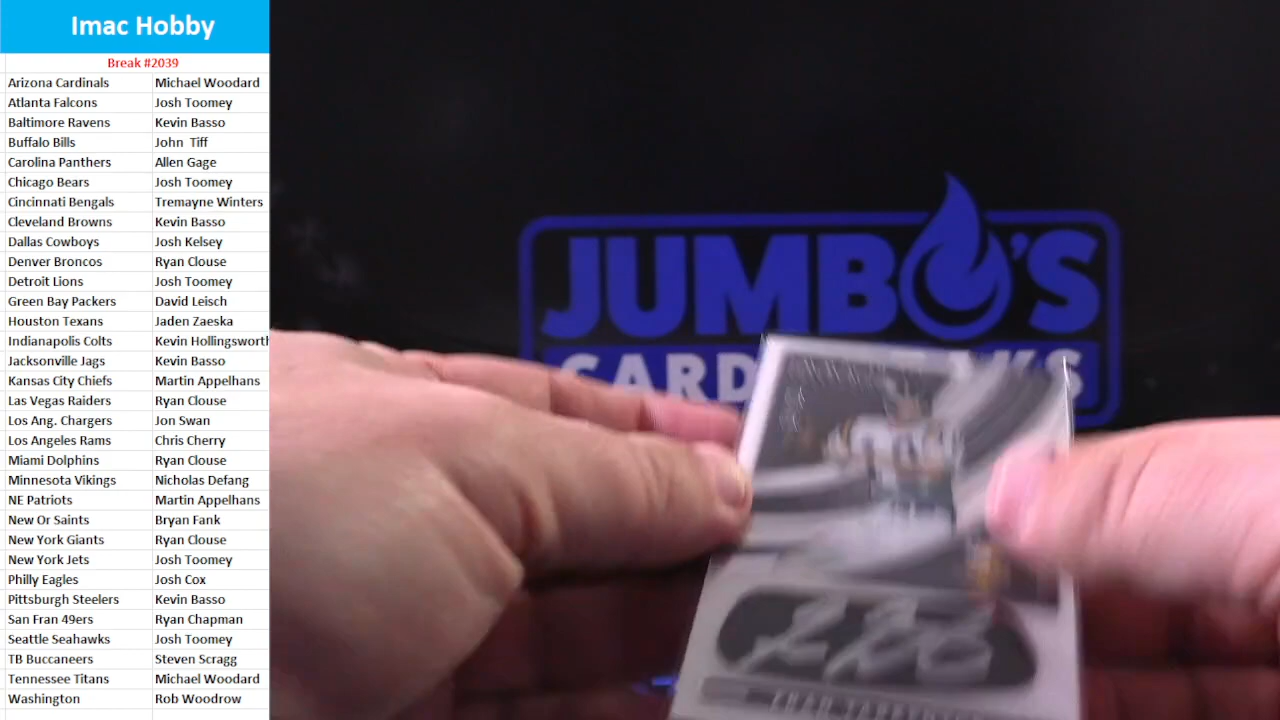 Imac Hobby
Break #2039
Arizona Cardinals Michael Woodard
Atlanta Falcons Josh Toomey
Baltimore Ravens Kevin Basso
Buffalo Bills John Tiff
Carolina Panthers Allen Gage
Chicago Bears Josh Toomey
Cincinnati Bengals Tremayne Winters
Cleveland Browns Kevin Basso
Dallas Cowboys Josh Kelsey
Denver Broncos Ryan Clouse
Detroit Lions Josh Toomey
Green Bay Packers David Leisch
Houston Texans Jaden Zaeska
Indianapolis Colts Kevin Hollingsworth
Jacksonville Jags Kevin Basso
Kansas City Chiefs Martin Appelhans
Las Vegas Raiders Ryan Clouse
Los Ang. Chargers Jon Swan
Los Angeles Rams Chris Cherry
Miami Dolphins Ryan Clouse
Minnesota Vikings Nicholas Defang
NE Patriots Martin Appelhans
New Or Saints Bryan Fank
New York Giants Ryan Clouse
New York Jets Josh Toomey
Philly Eagles Josh Cox
Pittsburgh Steelers Kevin Basso
San Fran 49ers Ryan Chapman
Seattle Seahawks Josh Toomey
TB Buccaneers Steven Scragg
Tennessee Titans Michael Woodard
Washington Rob Woodrow
JUMBO'S